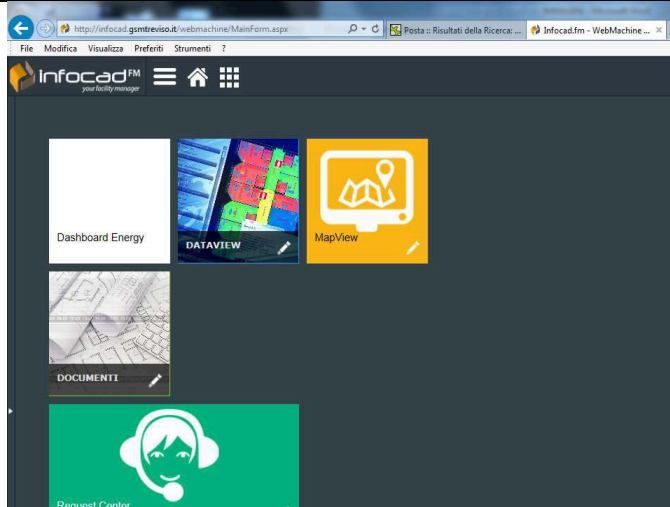 http://infocad.gsmtreviso.it/webmachine/MainForm.aspx
Posta :: Risultati della Ricerca: ...
Infocad.fm - WebMachine ...
File Modifica Visualizza Preferiti Strumenti ?
infocad FM
your facility manager
Dashboard Energy
DATAVIEW
MapView
DOCUMENTI
Request Center